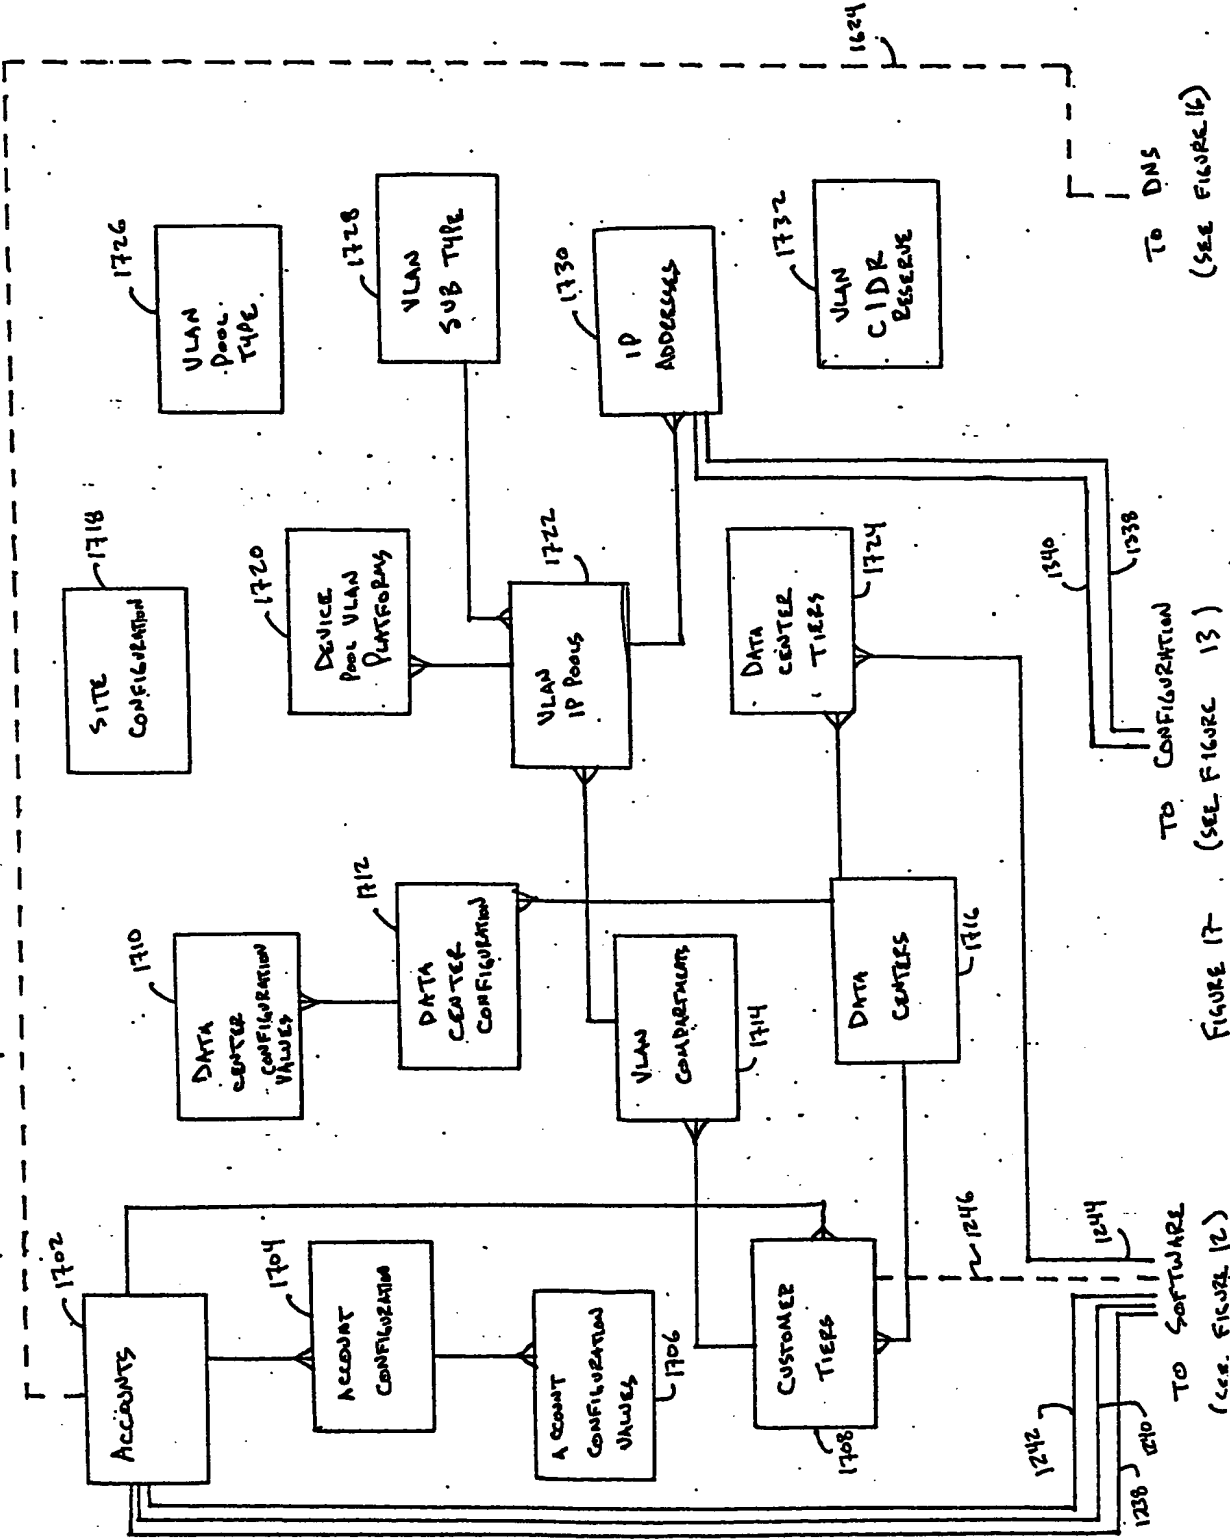 1702
ACCOUNTS
1704
ACCOUNT
CONFIGURATION
ACCOUNT
CONFIGURATION
VALUES
1706
CUSTOMER
TIERS
1708
1710
DATA
CENTER
CONFIGURATION
VALUES
1712
DATA
CENTER
CONFIGURATION
VLAN
COMPARTMENTS
1714
DATA
CENTERS
1716
1718
SITE
CONFIGURATION
1720
DEVICE
POOL VLAN
PLATFORMS
1722
VLAN
IP POOLS
DATA
CENTER
TIERS
1724
1726
VLAN
POOL
TYPE
1728
VLAN
SUB TYPE
1730
IP
ADDRESSES
1732
VLAN
CIDR
RESERVE
1624
1242
1240
1238
1246
1244
1340
1338
TO SOFTWARE
(SEE FIGURE 12)
TO CONFIGURATION
(SEE FIGURE 13)
TO DNS
(SEE FIGURE 16)
FIGURE 17